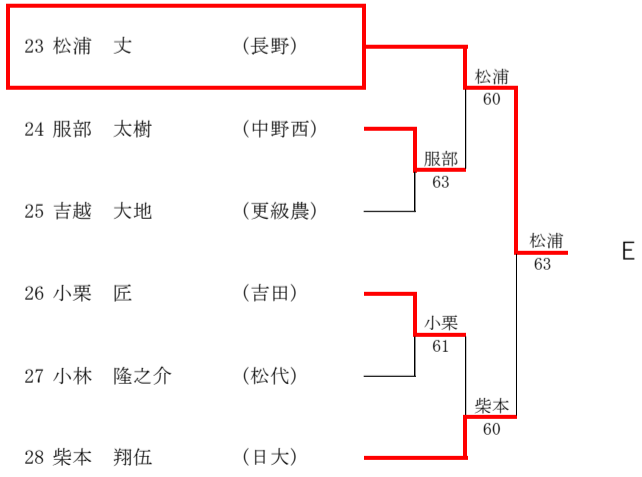 23 松浦 丈 (長野)
松浦
60
24 服部 太樹 (中野西)
服部
63
25 吉越 大地 (更級農)
松浦
63
E
26 小栗 匠 (吉田)
小栗
61
27 小林 隆之介 (松代)
柴本
60
28 柴本 翔伍 (日大)